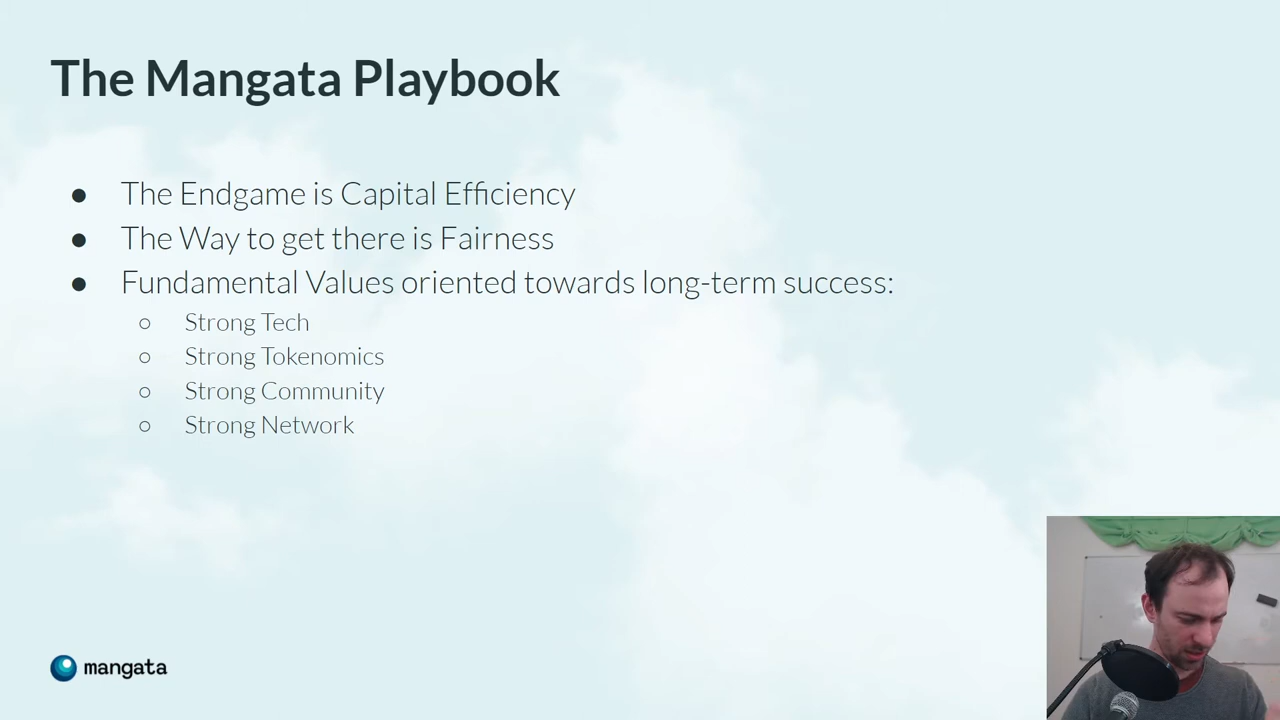 The Mangata Playbook
● The Endgame is Capital Efficiency
● The Way to get there is Fairness
● Fundamental Values oriented towards long-term success:
○ Strong Tech
○ Strong Tokenomics
○ Strong Community
○ Strong Network
mangata